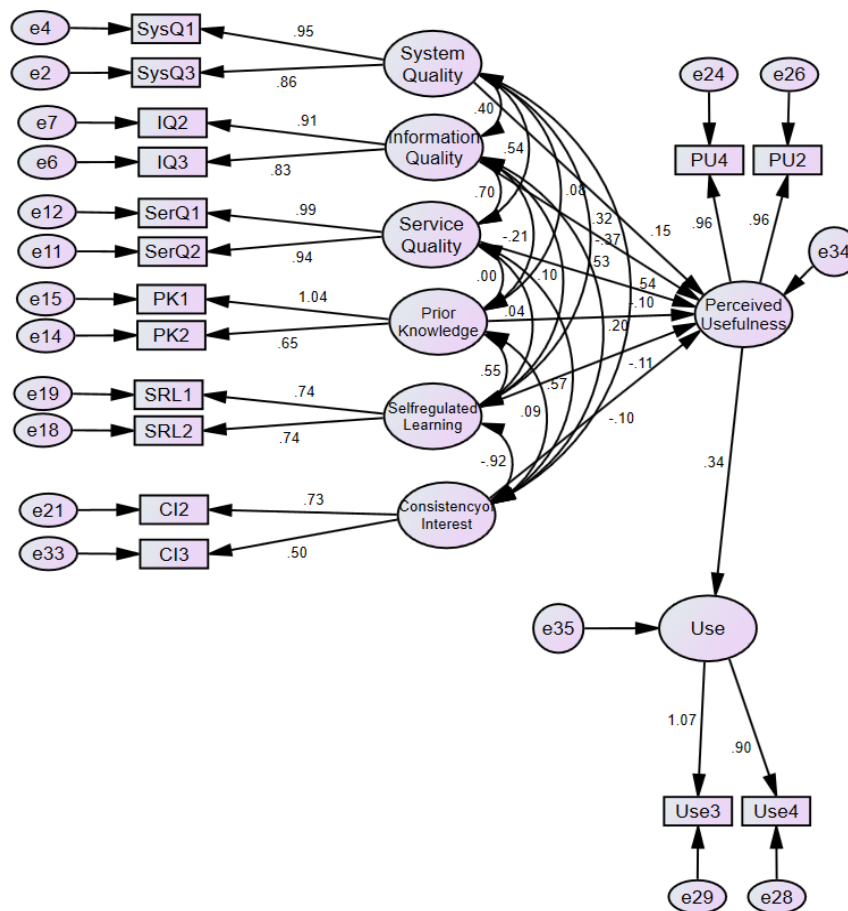 e4
SysQ1
.95
System
Quality
e2
SysQ3
.86
e24
e26
.40
e7
IQ2
.91
Information
Quality
.54
PU4
PU2
e6
IQ3
.83
.70
.08
e12
SerQ1
.99
Service
Quality
-.21
.32
.15
.96
.96
-.37
e11
SerQ2
.94
.00
.10
.53
e34
e15
PK1
1.04
Prior
Knowledge
.04
.54
-.10
Perceived
Usefulness
e14
PK2
.65
.20
.55
.57
-.11
e19
SRL1
.74
Selfregulated
Learning
.09
-.10
e18
SRL2
.74
-.92
.34
e21
CI2
.73
Consistencyof
Interest
e33
CI3
.50
e35
Use
1.07
.90
Use3
Use4
e29
e28